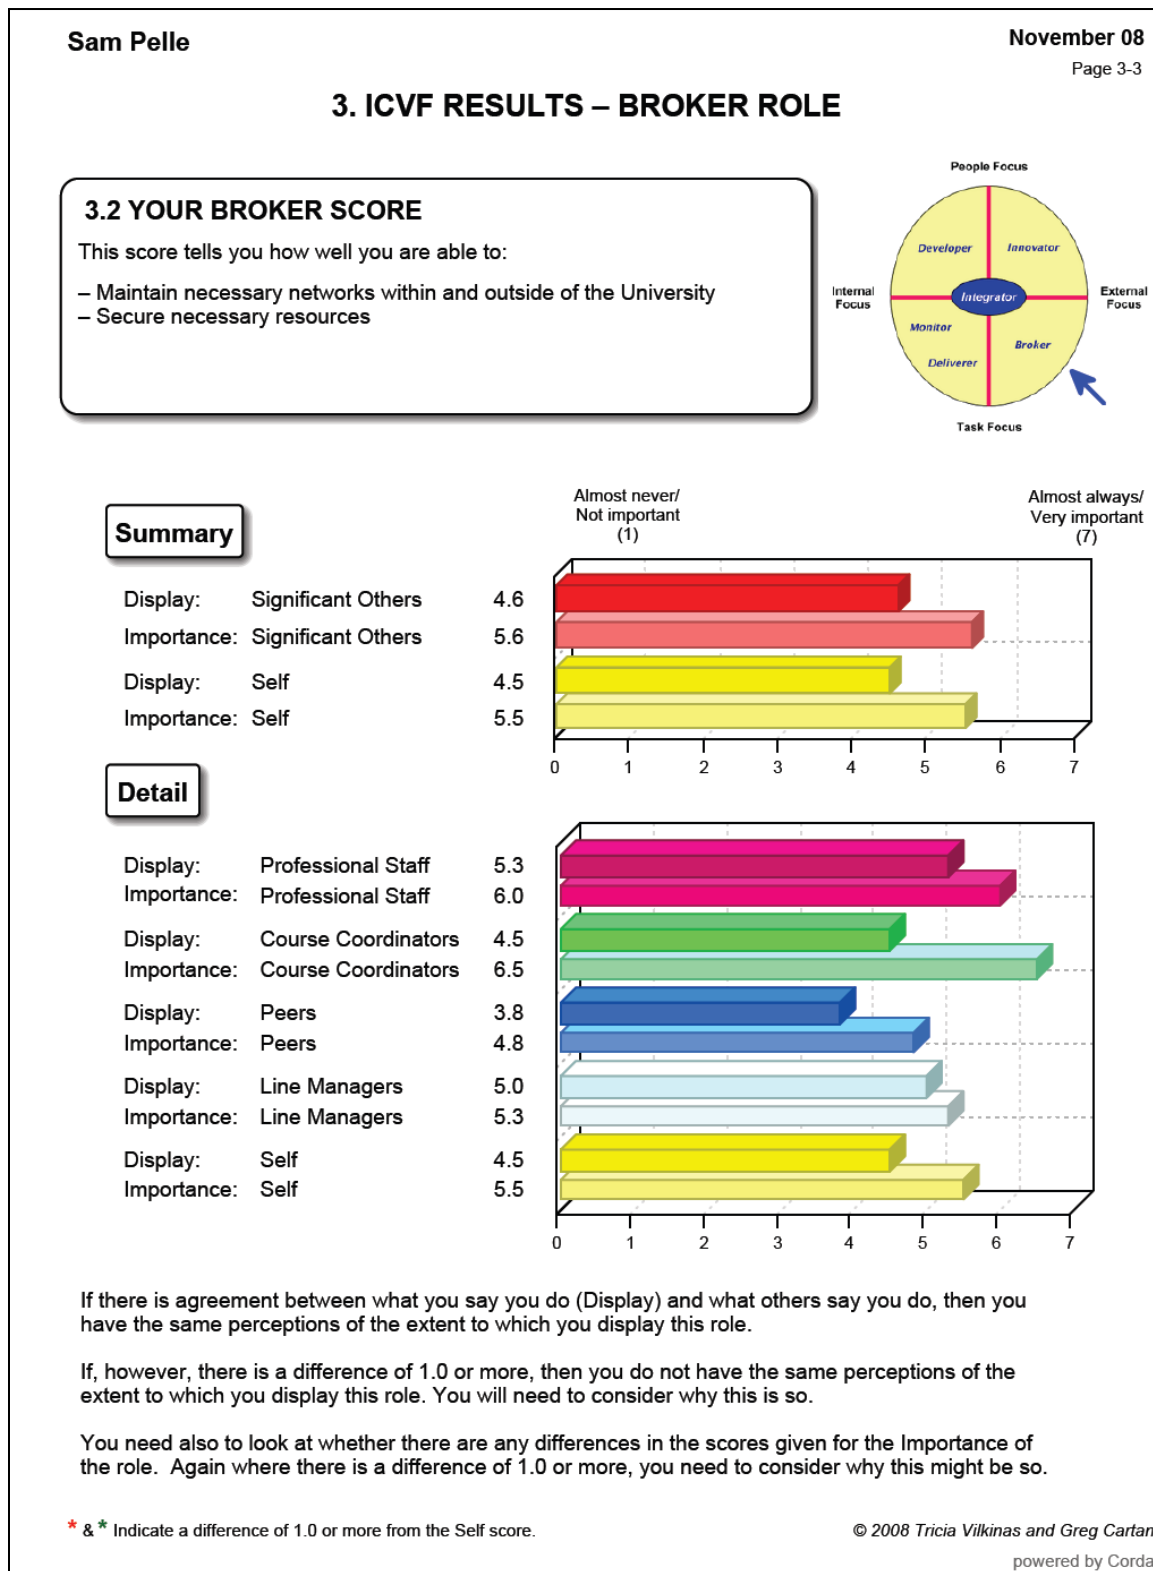 Sam Pelle
November 08
Page 3-3
3. ICVF RESULTS – BROKER ROLE
3.2 YOUR BROKER SCORE
This score tells you how well you are able to:
– Maintain necessary networks within and outside of the University
– Secure necessary resources
People Focus
Developer
Innovator
Internal
Focus
Integrator
External
Focus
Monitor
Broker
Deliverer
Task Focus
Summary
Almost never/
Not important
(1)
Almost always/
Very important
(7)
Display: Significant Others 4.6
Importance: Significant Others 5.6
Display: Self 4.5
Importance: Self 5.5
0 1 2 3 4 5 6 7
Detail
Display: Professional Staff 5.3
Importance: Professional Staff 6.0
Display: Course Coordinators 4.5
Importance: Course Coordinators 6.5
Display: Peers 3.8
Importance: Peers 4.8
Display: Line Managers 5.0
Importance: Line Managers 5.3
Display: Self 4.5
Importance: Self 5.5
0 1 2 3 4 5 6 7
If there is agreement between what you say you do (Display) and what others say you do, then you
have the same perceptions of the extent to which you display this role.
If, however, there is a difference of 1.0 or more, then you do not have the same perceptions of the
extent to which you display this role. You will need to consider why this is so.
You need also to look at whether there are any differences in the scores given for the Importance of
the role. Again where there is a difference of 1.0 or more, you need to consider why this might be so.
* & * Indicate a difference of 1.0 or more from the Self score.
© 2008 Tricia Vilkinas and Greg Cartan
powered by Corda